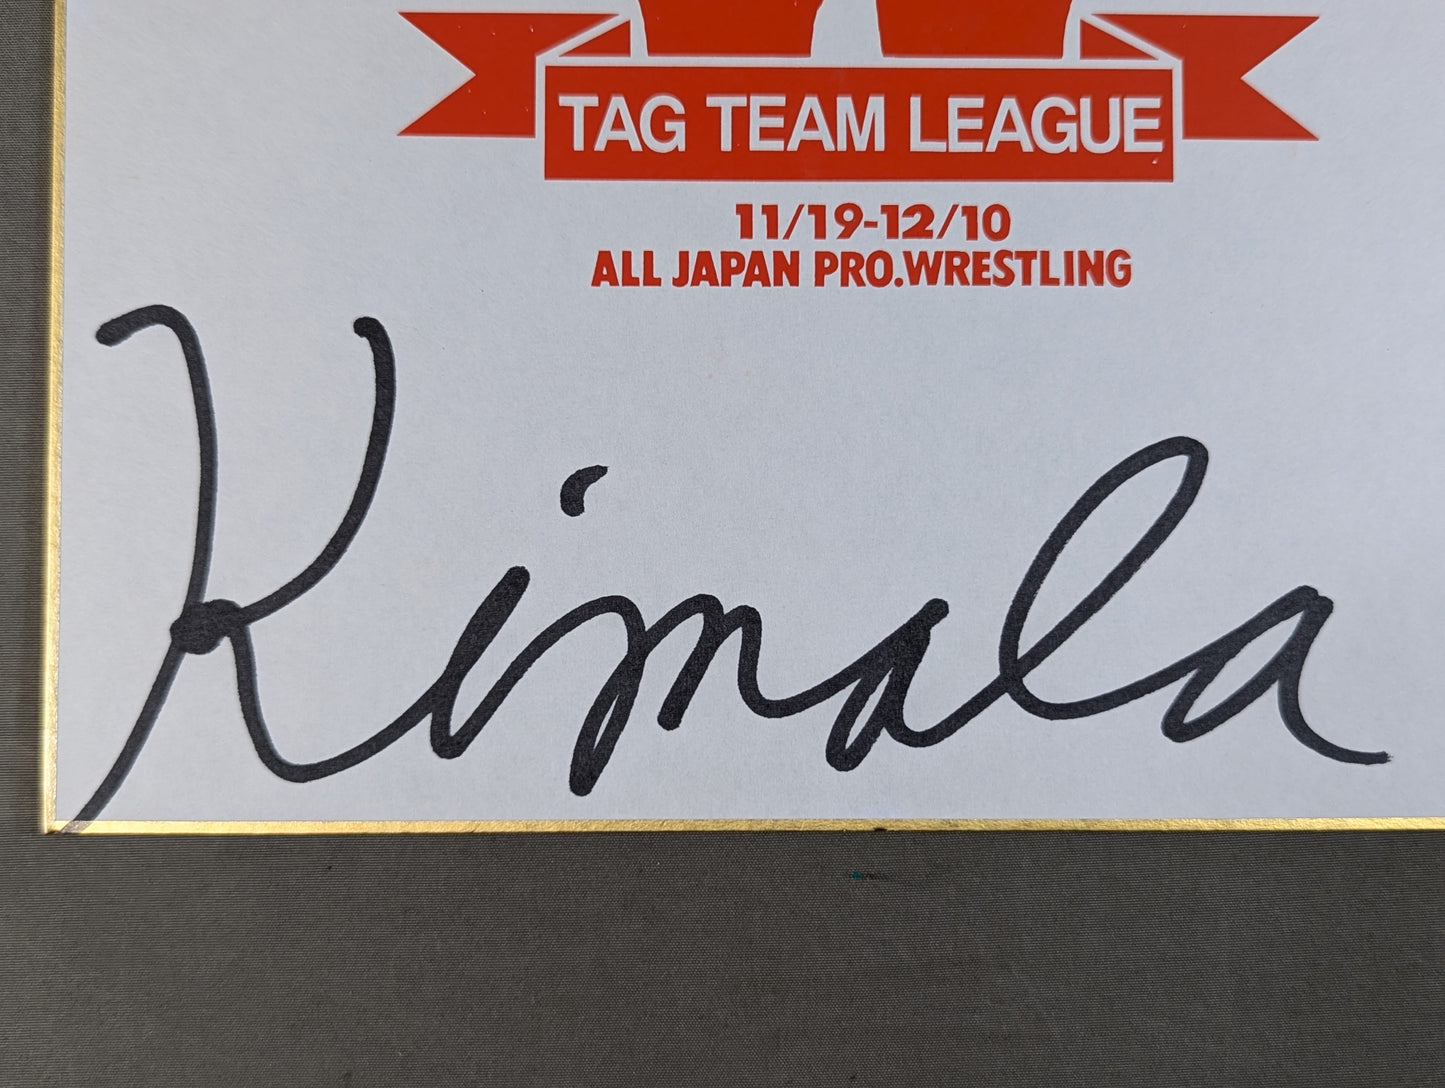 TAG TEAM LEAGUE
11/19-12/10
ALL JAPAN PRO.WRESTLING
Kimala